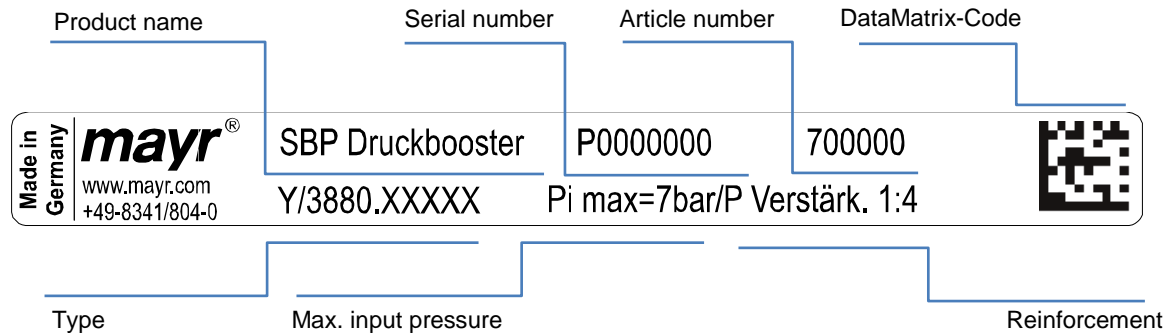 Product name Serial number Article number DataMatrix-Code
Made in
Germany
mayr®
www.mayr.com
+49-8341/804-0
SBP Druckbooster P0000000 700000
Y/3880.XXXXX Pi max=7bar/P Verstärk. 1:4
Type Max. input pressure Reinforcement